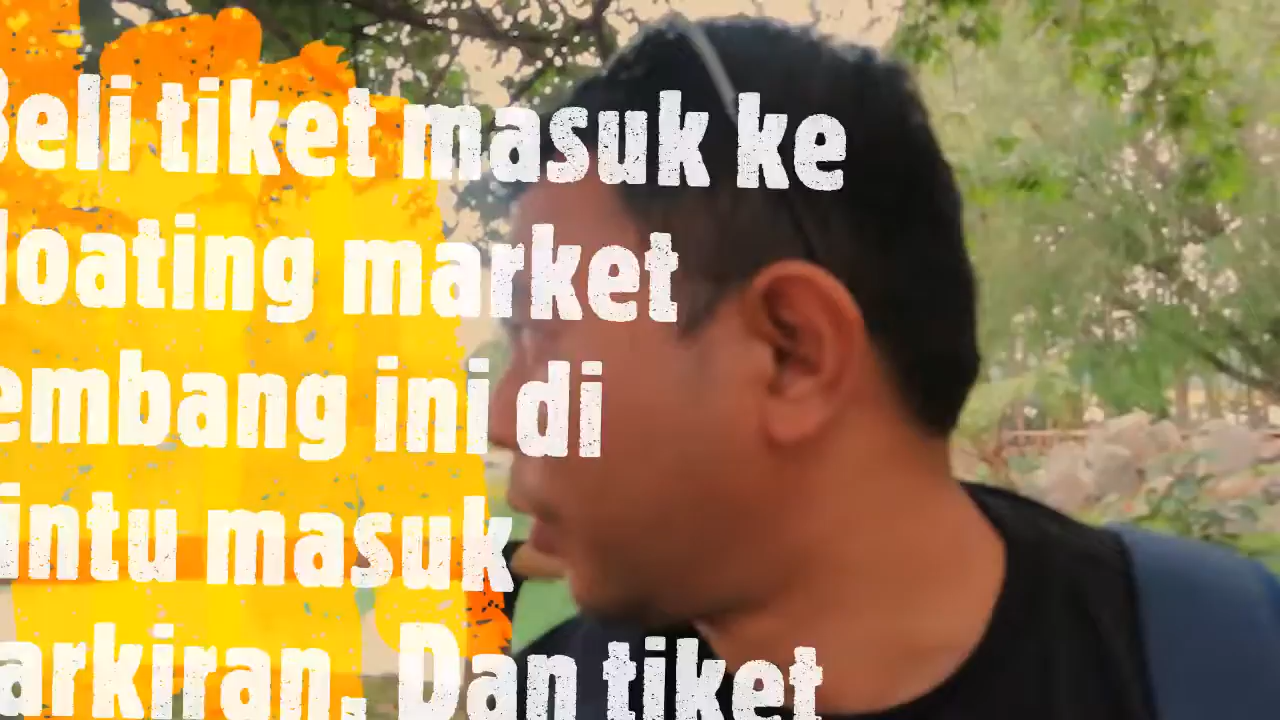 Beli tiket masuk ke
loating market
embang ini di
intu masuk
arkiran. Dan tiket